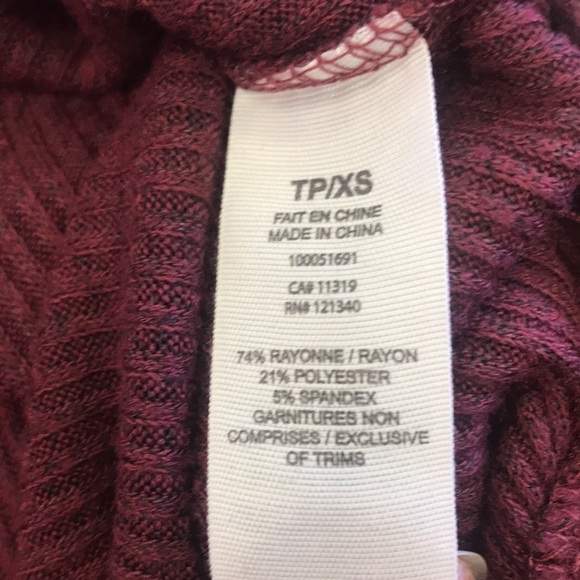 TP/XS
FAIT EN CHINE
MADE IN CHINA
100051691
CA# 11319
RN# 121340
74% RAYONNE / RAYON
21% POLYESTER
5% SPANDEX
GARNITURES NON
COMPRISES / EXCLUSIVE
OF TRIMS